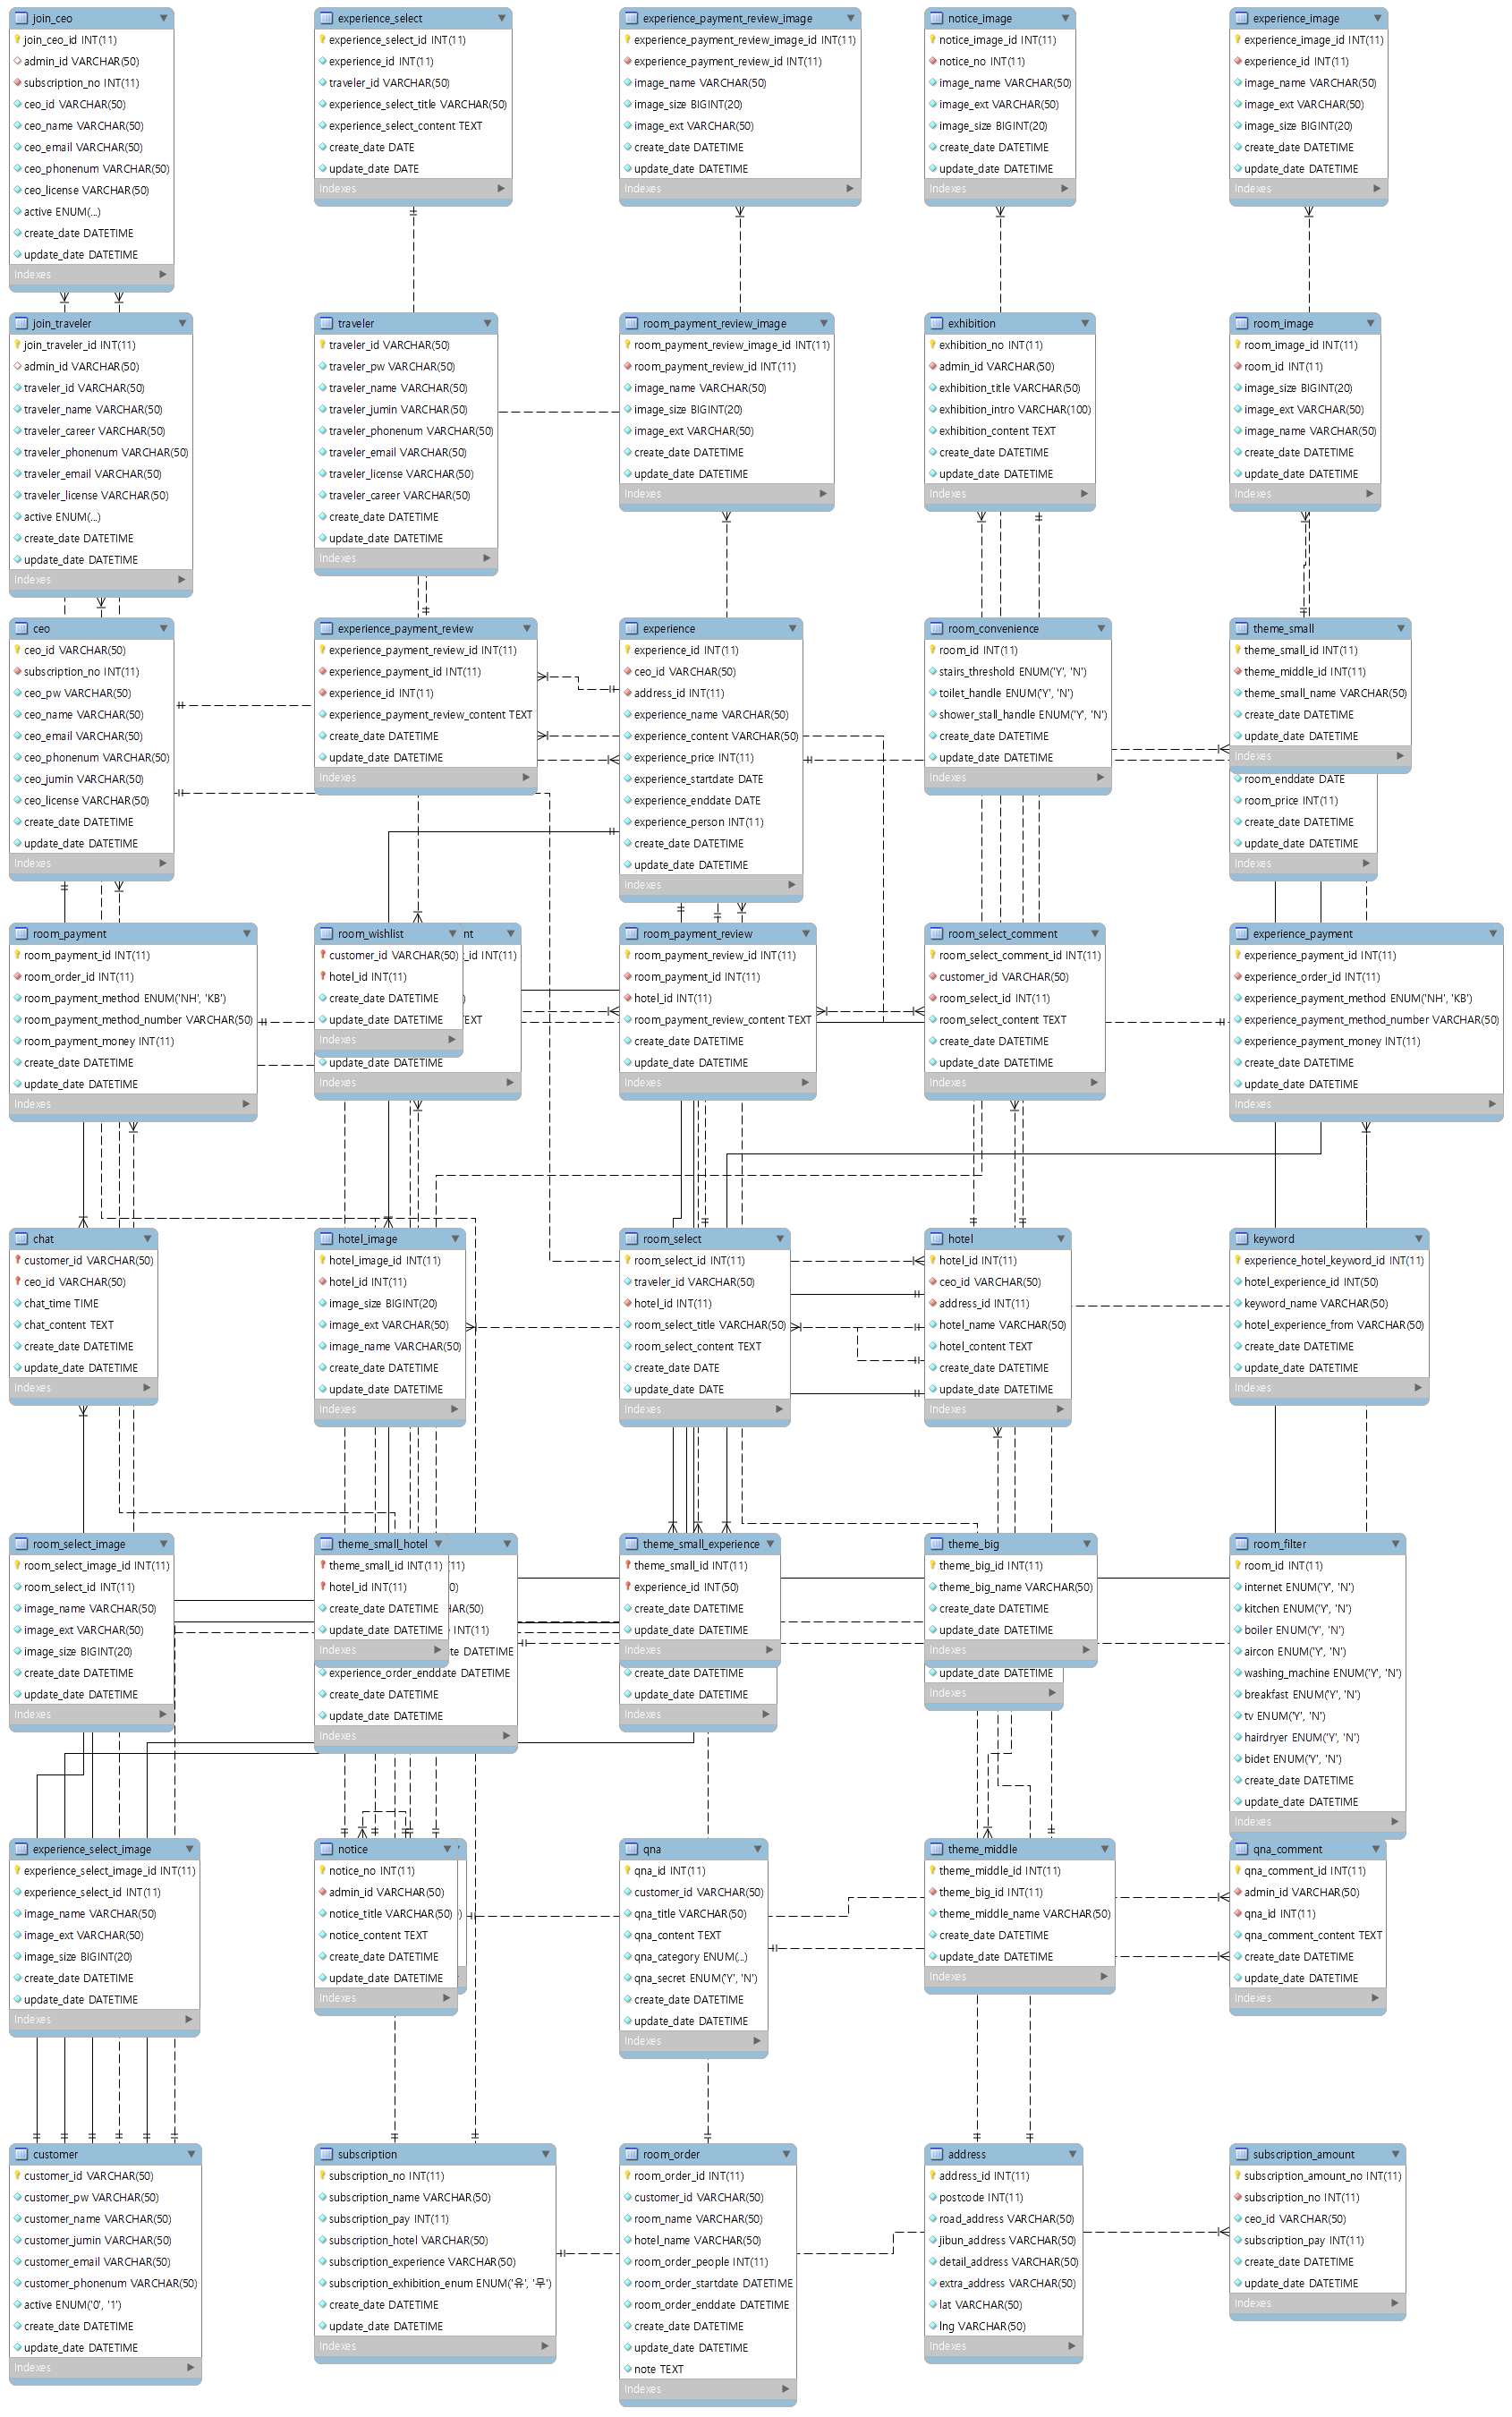 join_ceo
join_ceo_id INT(11)
admin_id VARCHAR(50)
subscription_no INT(11)
ceo_id VARCHAR(50)
ceo_name VARCHAR(50)
ceo_email VARCHAR(50)
ceo_phonenum VARCHAR(50)
ceo_license VARCHAR(50)
active ENUM(...)
create_date DATETIME
update_date DATETIME
Indexes
experience_select
experience_select_id INT(11)
experience_id INT(11)
traveler_id VARCHAR(50)
experience_select_title VARCHAR(50)
experience_select_content TEXT
create_date DATE
update_date DATE
Indexes
experience_payment_review_image
experience_payment_review_image_id INT(11)
experience_payment_review_id INT(11)
image_name VARCHAR(50)
image_size BIGINT(20)
image_ext VARCHAR(50)
create_date DATETIME
update_date DATETIME
Indexes
notice_image
notice_image_id INT(11)
notice_no INT(11)
image_name VARCHAR(50)
image_ext VARCHAR(50)
image_size BIGINT(20)
create_date DATETIME
update_date DATETIME
Indexes
experience_image
experience_image_id INT(11)
experience_id INT(11)
image_name VARCHAR(50)
image_ext VARCHAR(50)
image_size BIGINT(20)
create_date DATETIME
update_date DATETIME
Indexes
join_traveler
join_traveler_id INT(11)
admin_id VARCHAR(50)
traveler_id VARCHAR(50)
traveler_name VARCHAR(50)
traveler_career VARCHAR(50)
traveler_phonenum VARCHAR(50)
traveler_email VARCHAR(50)
traveler_license VARCHAR(50)
active ENUM(...)
create_date DATETIME
update_date DATETIME
Indexes
traveler
traveler_id VARCHAR(50)
traveler_pw VARCHAR(50)
traveler_name VARCHAR(50)
traveler_jumin VARCHAR(50)
traveler_phonenum VARCHAR(50)
traveler_email VARCHAR(50)
traveler_license VARCHAR(50)
traveler_career VARCHAR(50)
create_date DATETIME
update_date DATETIME
Indexes
room_payment_review_image
room_payment_review_image_id INT(11)
room_payment_review_id INT(11)
image_name VARCHAR(50)
image_size BIGINT(20)
image_ext VARCHAR(50)
create_date DATETIME
update_date DATETIME
Indexes
exhibition
exhibition_no INT(11)
admin_id VARCHAR(50)
exhibition_title VARCHAR(50)
exhibition_intro VARCHAR(100)
exhibition_content TEXT
create_date DATETIME
update_date DATETIME
Indexes
room_image
room_image_id INT(11)
room_id INT(11)
image_size BIGINT(20)
image_ext VARCHAR(50)
image_name VARCHAR(50)
create_date DATETIME
update_date DATETIME
Indexes
ceo
ceo_id VARCHAR(50)
subscription_no INT(11)
ceo_pw VARCHAR(50)
ceo_name VARCHAR(50)
ceo_email VARCHAR(50)
ceo_phonenum VARCHAR(50)
ceo_jumin VARCHAR(50)
ceo_license VARCHAR(50)
create_date DATETIME
update_date DATETIME
Indexes
experience_payment_review
experience_payment_review_id INT(11)
experience_payment_id INT(11)
experience_id INT(11)
experience_payment_review_content TEXT
create_date DATETIME
update_date DATETIME
Indexes
experience
experience_id INT(11)
ceo_id VARCHAR(50)
address_id INT(11)
experience_name VARCHAR(50)
experience_content VARCHAR(50)
experience_price INT(11)
experience_startdate DATE
experience_enddate DATE
experience_person INT(11)
create_date DATETIME
update_date DATETIME
Indexes
room_convenience
room_id INT(11)
stairs_threshold ENUM('Y', 'N')
toilet_handle ENUM('Y', 'N')
shower_stall_handle ENUM('Y', 'N')
create_date DATETIME
update_date DATETIME
Indexes
theme_small
theme_small_id INT(11)
theme_middle_id INT(11)
theme_small_name VARCHAR(50)
create_date DATETIME
update_date DATETIME
Indexes
room_enddate DATE
room_price INT(11)
create_date DATETIME
update_date DATETIME
Indexes
room_payment
room_payment_id INT(11)
room_order_id INT(11)
room_payment_method ENUM('NH', 'KB')
room_payment_method_number VARCHAR(50)
room_payment_money INT(11)
create_date DATETIME
update_date DATETIME
Indexes
room_wishlist
customer_id VARCHAR(50)
hotel_id INT(11)
create_date DATETIME
update_date DATETIME
Indexes
nt
_id INT(11)
)
TEXT
update_date DATETIME
Indexes
room_payment_review
room_payment_review_id INT(11)
room_payment_id INT(11)
hotel_id INT(11)
room_payment_review_content TEXT
create_date DATETIME
update_date DATETIME
Indexes
room_select_comment
room_select_comment_id INT(11)
customer_id VARCHAR(50)
room_select_id INT(11)
room_select_content TEXT
create_date DATETIME
update_date DATETIME
Indexes
experience_payment
experience_payment_id INT(11)
experience_order_id INT(11)
experience_payment_method ENUM('NH', 'KB')
experience_payment_method_number VARCHAR(50)
experience_payment_money INT(11)
create_date DATETIME
update_date DATETIME
Indexes
chat
customer_id VARCHAR(50)
ceo_id VARCHAR(50)
chat_time TIME
chat_content TEXT
create_date DATETIME
update_date DATETIME
Indexes
hotel_image
hotel_image_id INT(11)
hotel_id INT(11)
image_size BIGINT(20)
image_ext VARCHAR(50)
image_name VARCHAR(50)
create_date DATETIME
update_date DATETIME
Indexes
room_select
room_select_id INT(11)
traveler_id VARCHAR(50)
hotel_id INT(11)
room_select_title VARCHAR(50)
room_select_content TEXT
create_date DATE
update_date DATE
Indexes
hotel
hotel_id INT(11)
ceo_id VARCHAR(50)
address_id INT(11)
hotel_name VARCHAR(50)
hotel_content TEXT
create_date DATETIME
update_date DATETIME
Indexes
keyword
experience_hotel_keyword_id INT(11)
hotel_experience_id INT(50)
keyword_name VARCHAR(50)
hotel_experience_from VARCHAR(50)
create_date DATETIME
update_date DATETIME
Indexes
room_select_image
room_select_image_id INT(11)
room_select_id INT(11)
image_name VARCHAR(50)
image_ext VARCHAR(50)
image_size BIGINT(20)
create_date DATETIME
update_date DATETIME
Indexes
theme_small_hotel
theme_small_id INT(11)
hotel_id INT(11)
create_date DATETIME
update_date DATETIME
Indexes
(11)
0)
HAR(50)
INT(11)
te DATETIME
experience_order_enddate DATETIME
create_date DATETIME
update_date DATETIME
Indexes
theme_small_experience
theme_small_id INT(11)
experience_id INT(50)
create_date DATETIME
update_date DATETIME
Indexes
create_date DATETIME
update_date DATETIME
Indexes
theme_big
theme_big_id INT(11)
theme_big_name VARCHAR(50)
create_date DATETIME
update_date DATETIME
Indexes
update_date DATETIME
Indexes
room_filter
room_id INT(11)
internet ENUM('Y', 'N')
kitchen ENUM('Y', 'N')
boiler ENUM('Y', 'N')
aircon ENUM('Y', 'N')
washing_machine ENUM('Y', 'N')
breakfast ENUM('Y', 'N')
tv ENUM('Y', 'N')
hairdryer ENUM('Y', 'N')
bidet ENUM('Y', 'N')
create_date DATETIME
update_date DATETIME
Indexes
experience_select_image
experience_select_image_id INT(11)
experience_select_id INT(11)
image_name VARCHAR(50)
image_ext VARCHAR(50)
image_size BIGINT(20)
create_date DATETIME
update_date DATETIME
Indexes
notice
notice_no INT(11)
admin_id VARCHAR(50)
notice_title VARCHAR(50)
)
notice_content TEXT
create_date DATETIME
update_date DATETIME
Indexes
qna
qna_id INT(11)
customer_id VARCHAR(50)
qna_title VARCHAR(50)
qna_content TEXT
qna_category ENUM(...)
qna_secret ENUM('Y', 'N')
create_date DATETIME
update_date DATETIME
Indexes
theme_middle
theme_middle_id INT(11)
theme_big_id INT(11)
theme_middle_name VARCHAR(50)
create_date DATETIME
update_date DATETIME
Indexes
qna_comment
qna_comment_id INT(11)
admin_id VARCHAR(50)
qna_id INT(11)
qna_comment_content TEXT
create_date DATETIME
update_date DATETIME
Indexes
customer
customer_id VARCHAR(50)
customer_pw VARCHAR(50)
customer_name VARCHAR(50)
customer_jumin VARCHAR(50)
customer_email VARCHAR(50)
customer_phonenum VARCHAR(50)
active ENUM('0', '1')
create_date DATETIME
update_date DATETIME
Indexes
subscription
subscription_no INT(11)
subscription_name VARCHAR(50)
subscription_pay INT(11)
subscription_hotel VARCHAR(50)
subscription_experience VARCHAR(50)
subscription_exhibition_enum ENUM('유', '무')
create_date DATETIME
update_date DATETIME
Indexes
room_order
room_order_id INT(11)
customer_id VARCHAR(50)
room_name VARCHAR(50)
hotel_name VARCHAR(50)
room_order_people INT(11)
room_order_startdate DATETIME
room_order_enddate DATETIME
create_date DATETIME
update_date DATETIME
note TEXT
Indexes
address
address_id INT(11)
postcode INT(11)
road_address VARCHAR(50)
jibun_address VARCHAR(50)
detail_address VARCHAR(50)
extra_address VARCHAR(50)
lat VARCHAR(50)
lng VARCHAR(50)
Indexes
subscription_amount
subscription_amount_no INT(11)
subscription_no INT(11)
ceo_id VARCHAR(50)
subscription_pay INT(11)
create_date DATETIME
update_date DATETIME
Indexes